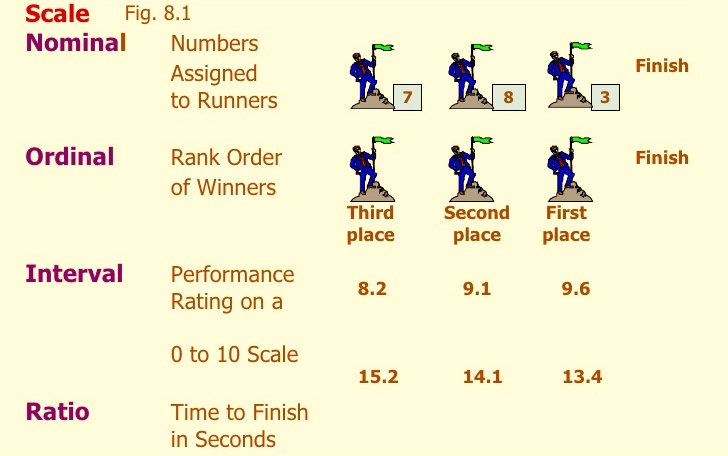 Scale Fig. 8.1
Nominal Numbers
Assigned
to Runners
7 8 3
Finish
Ordinal Rank Order
of Winners
Finish
Third place
Second place
First place
Interval Performance
Rating on a
8.2 9.1 9.6
0 to 10 Scale
15.2 14.1 13.4
Ratio Time to Finish
in Seconds